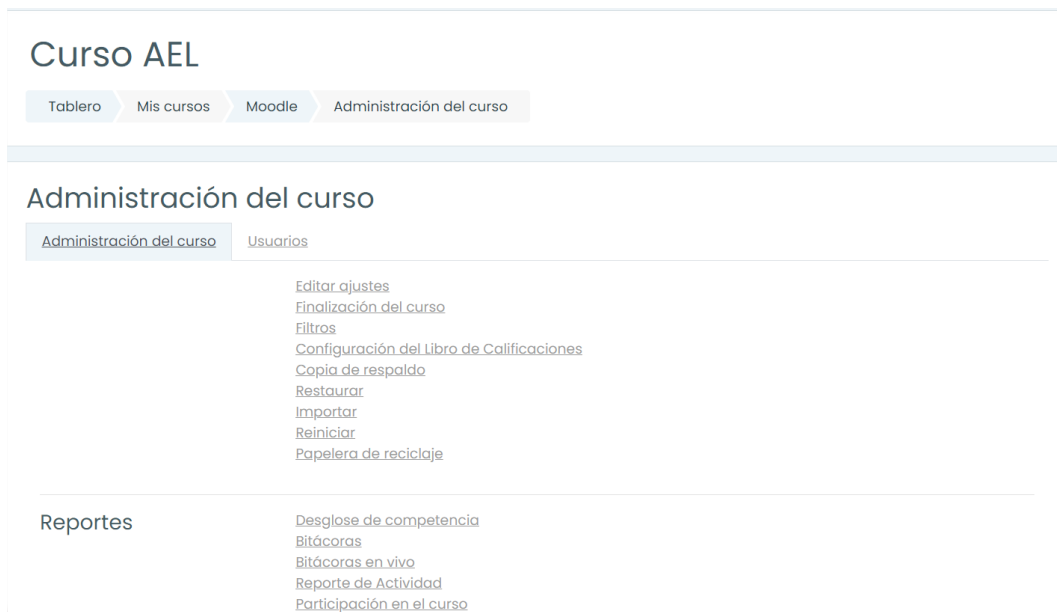 Curso AEL
Tablero Mis cursos Moodle Administración del curso
Administración del curso
Administración del curso Usuarios
Editar ajustes
Finalización del curso
Filtros
Configuración del Libro de Calificaciones
Copia de respaldo
Restaurar
Importar
Reiniciar
Papelera de reciclaje
Reportes Desglose de competencia
Bitácoras
Bitácoras en vivo
Reporte de Actividad
Participación en el curso